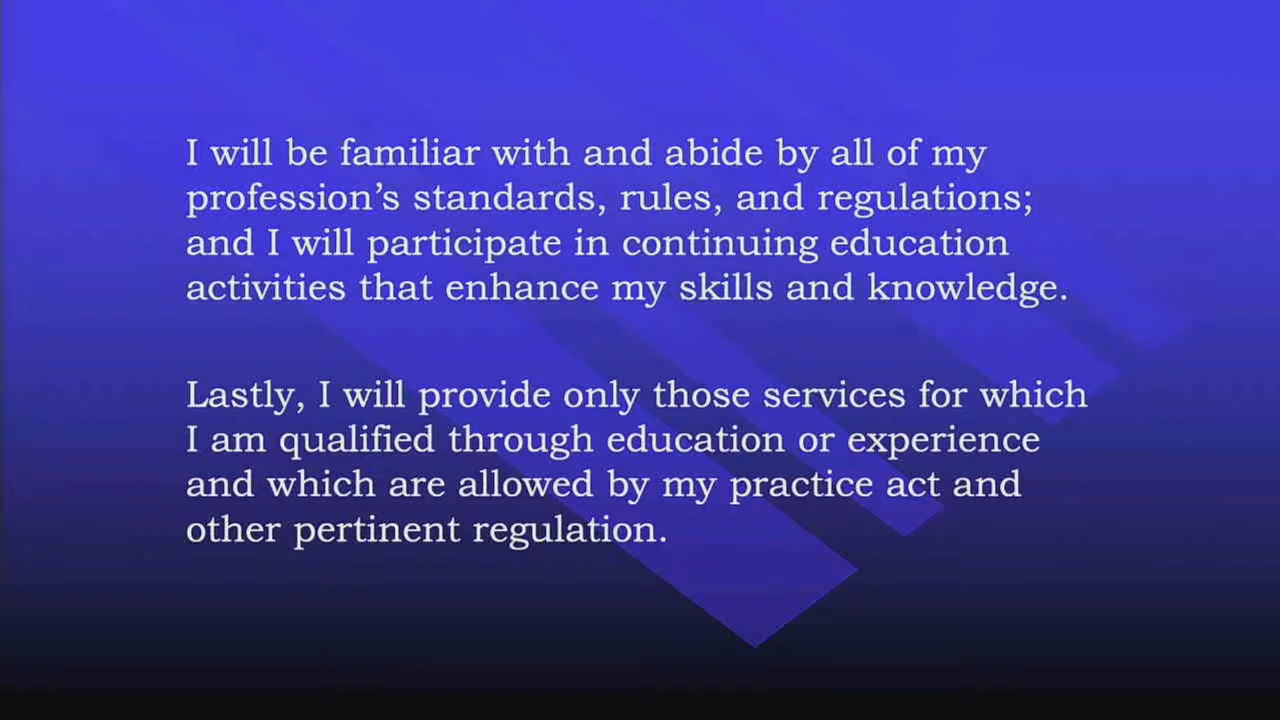 I will be familiar with and abide by all of my
profession’s standards, rules, and regulations;
and I will participate in continuing education
activities that enhance my skills and knowledge.
Lastly, I will provide only those services for which
I am qualified through education or experience
and which are allowed by my practice act and
other pertinent regulation.